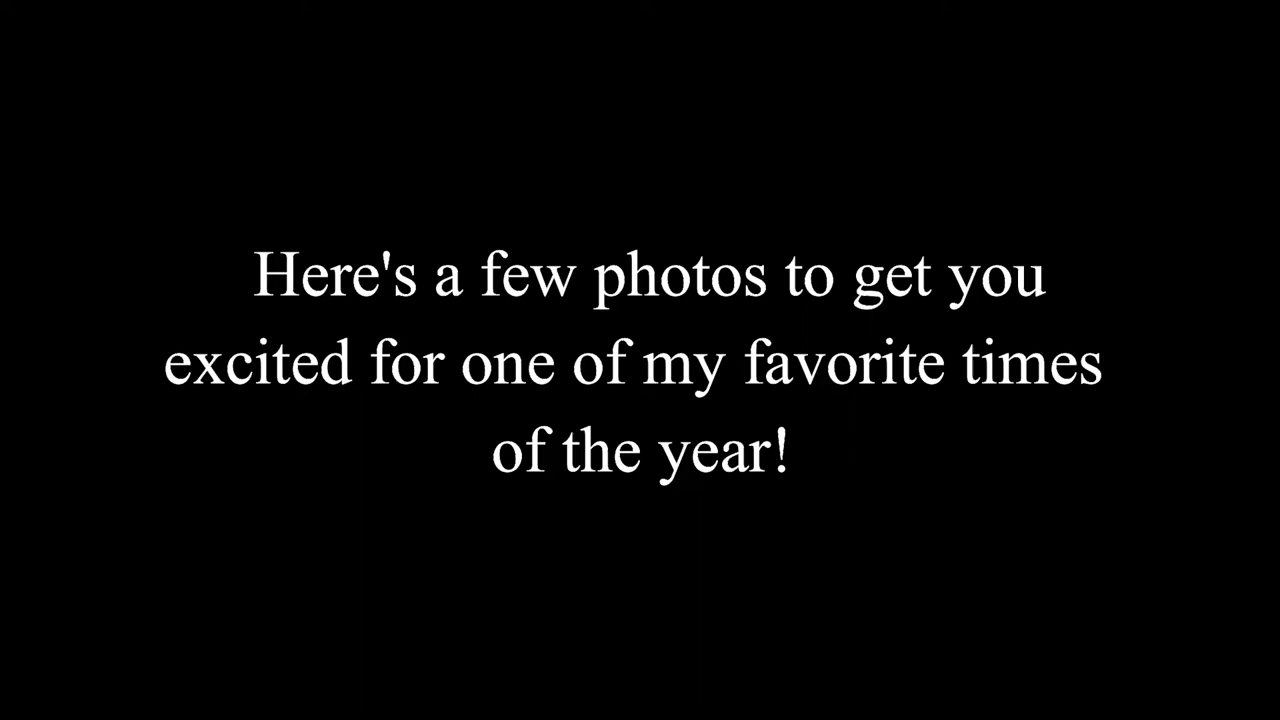 Here's a few photos to get you
excited for one of my favorite times
of the year!